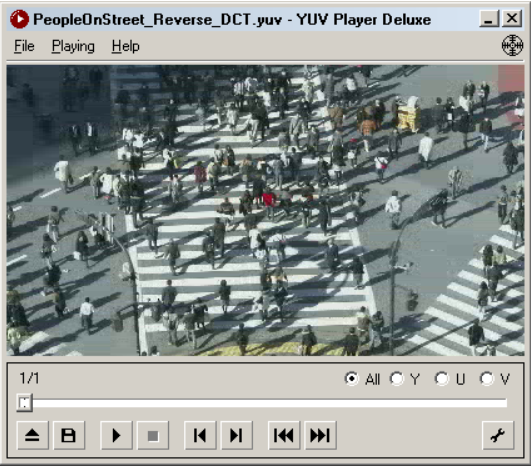 PeopleOnStreet_Reverse_DCT.yuv - YUV Player Deluxe
File Playing Help
1/1 All Y U V